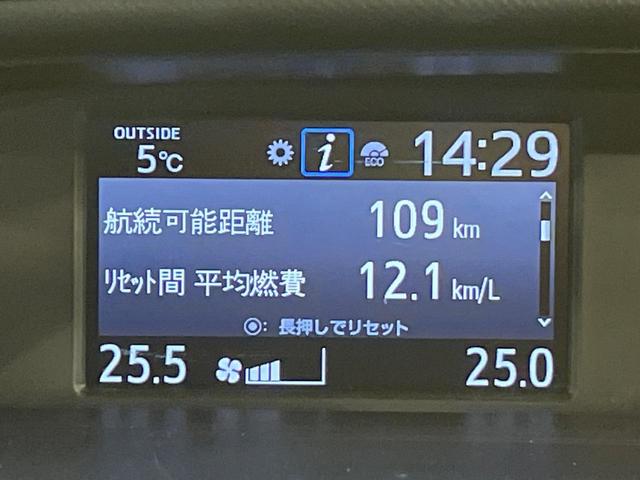 OUTSIDE
5℃
i
ECO
14:29
航続可能距離 109 km
ﾘｾｯﾄ間 平均燃費 12.1 km/L
◉: 長押しでリセット
25.5 25.0